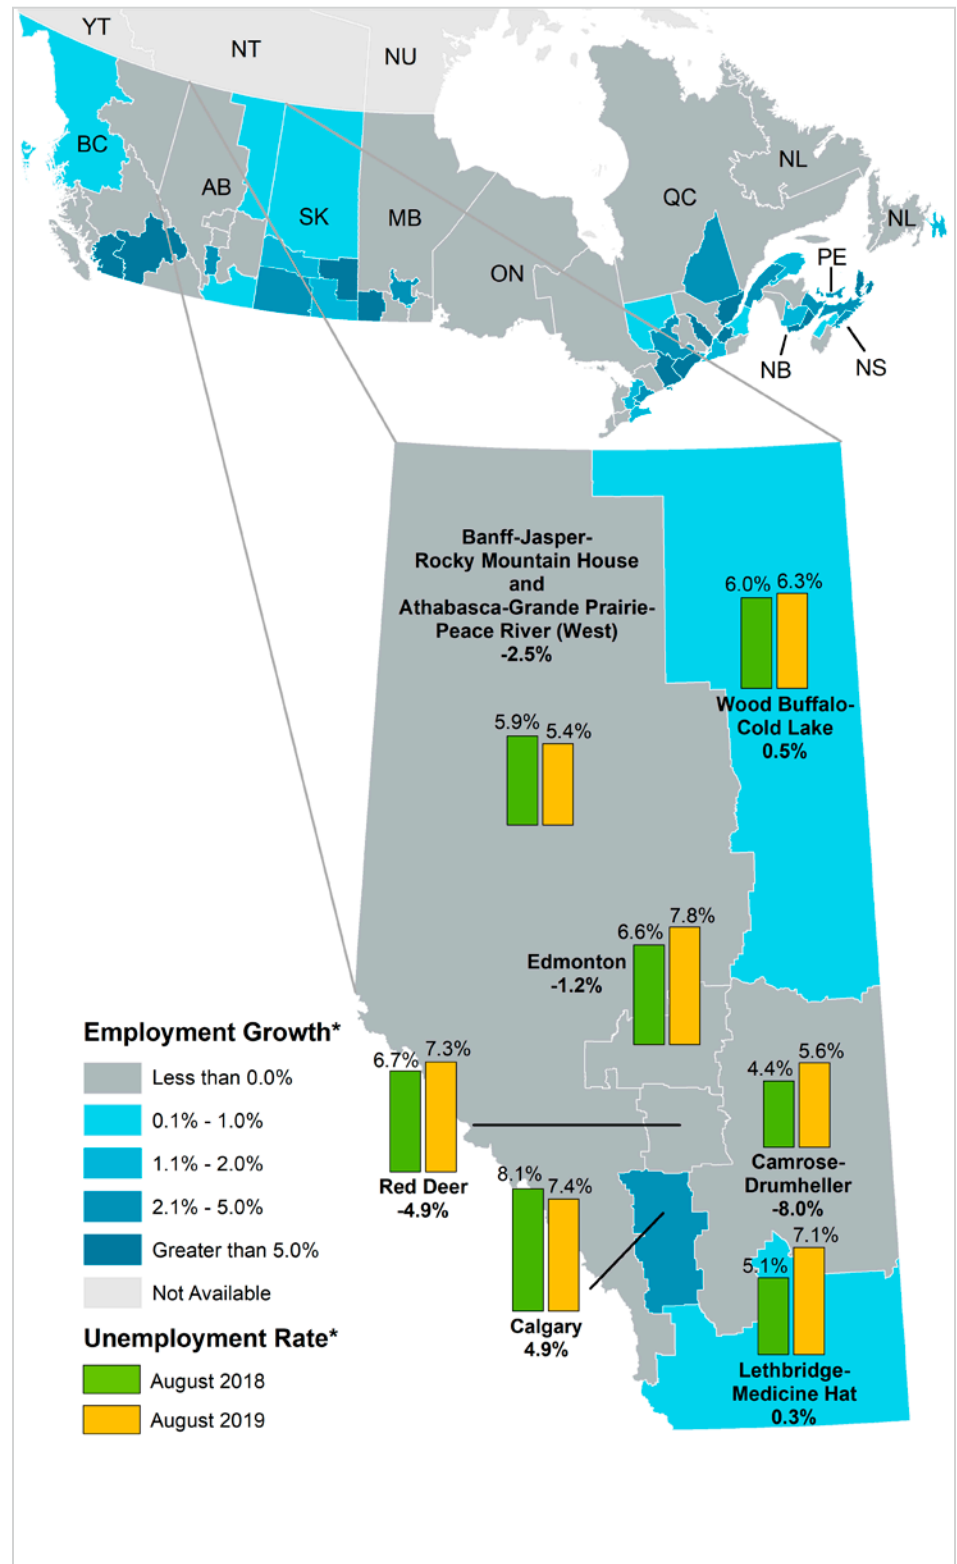 YT
NT
NU
BC
AB
SK
MB
ON
QC
NL
NL
PE
NB
NS
Banff-Jasper-
Rocky Mountain House
and
Athabasca-Grande Prairie-
Peace River (West)
-2.5%
5.9%
5.4%
6.0%
6.3%
Wood Buffalo-
Cold Lake
0.5%
6.6%
7.8%
Edmonton
-1.2%
6.7%
7.3%
Red Deer
-4.9%
4.4%
5.6%
Camrose-
Drumheller
-8.0%
8.1%
7.4%
Calgary
4.9%
5.1%
7.1%
Lethbridge-
Medicine Hat
0.3%
Employment Growth*
Less than 0.0%
0.1% - 1.0%
1.1% - 2.0%
2.1% - 5.0%
Greater than 5.0%
Not Available
Unemployment Rate*
August 2018
August 2019